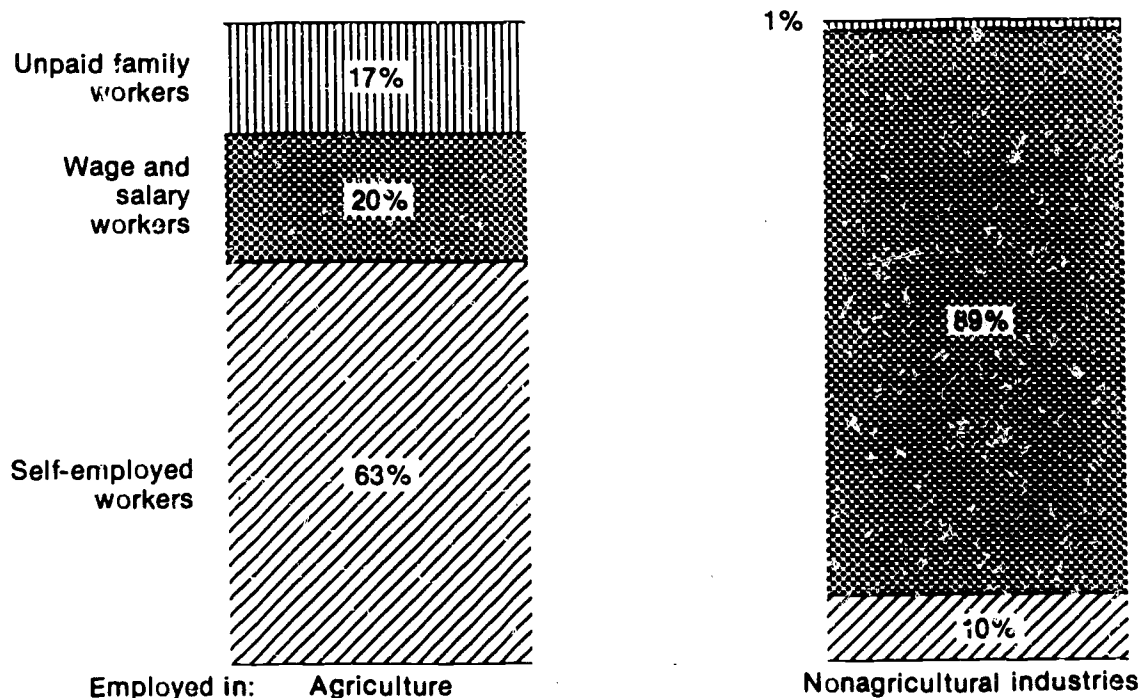 1%
Unpaid family
workers
17%
Wage and
salary
workers
20%
89%
Self-employed
workers
63%
10%
Employed in: Agriculture
Nonagricultural industries